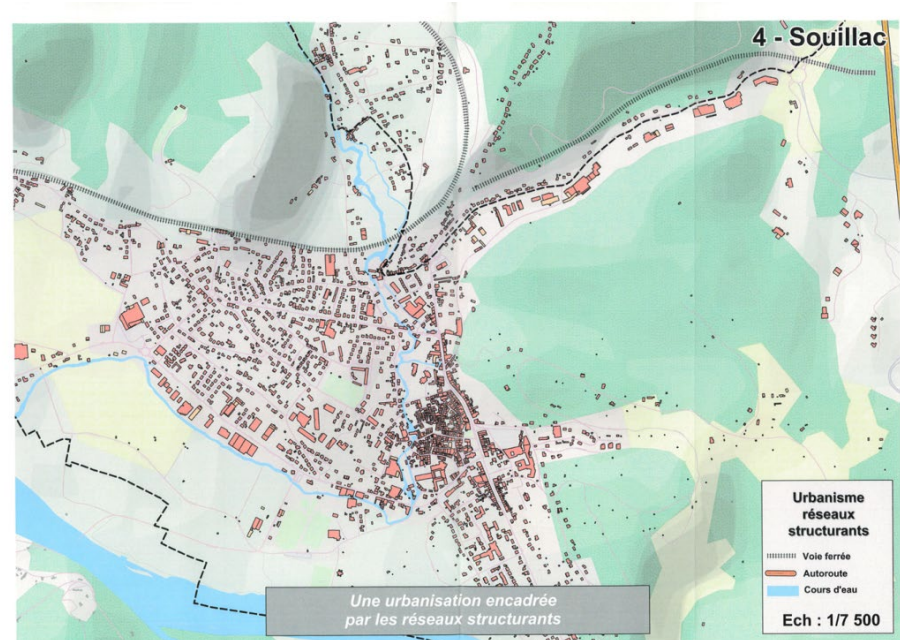 4 - Souillac
Urbanisme
réseaux
structurants
Voie ferrée
Autoroute
Cours d'eau
Ech : 1/7 500
Une urbanisation encadrée
par les réseaux structurants